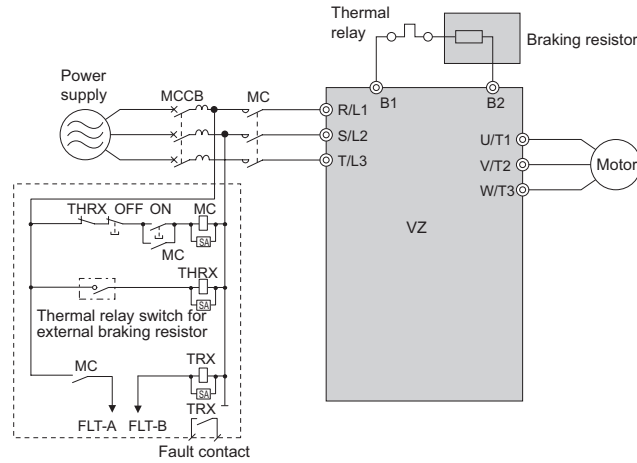 Thermal
relay
Braking resistor
Power
supply
MCCB
MC
B1
B2
R/L1
S/L2
T/L3
U/T1
V/T2
W/T3
Motor
VZ
THRX
OFF
ON
MC
SA
MC
THRX
SA
Thermal relay switch for
external braking resistor
MC
TRX
SA
TRX
FLT-A
FLT-B
Fault contact